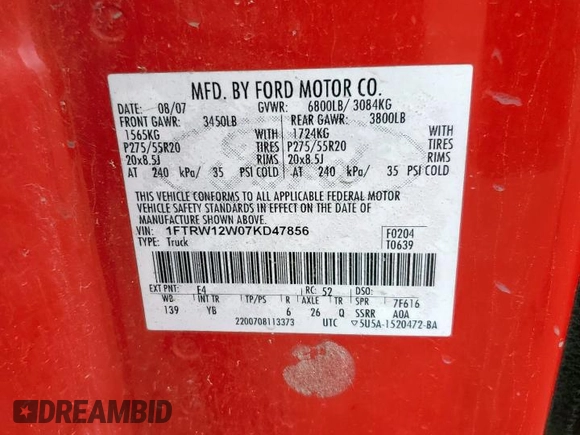 MFD. BY FORD MOTOR CO.
DATE: 08/07 GVWR: 6800LB/ 3084KG
FRONT GAWR: 3450LB REAR GAWR: 3800LB
1565KG WITH 1724KG WITH
P275/55R20 TIRES P275/55R20 TIRES
20x8.5J RIMS 20x8.5J RIMS
AT 240 kPa/ 35 PSI COLD AT 240 kPa/ 35 PSI COLD
THIS VEHICLE CONFORMS TO ALL APPLICABLE FEDERAL MOTOR
VEHICLE SAFETY STANDARDS IN EFFECT ON THE DATE OF
MANUFACTURE SHOWN ABOVE.
VIN: 1FTRW12W07KD47856 F0204
TYPE: Truck T0639
EXT PNT: F4 RC: 52 DSO:
WB INT TR TP/PS R AXLE TR SPR 7F616
139 YB 6 26 Q SSRR A0A
2200708113373 UTC ▽5U5A-1520472-BA
DREAMBID